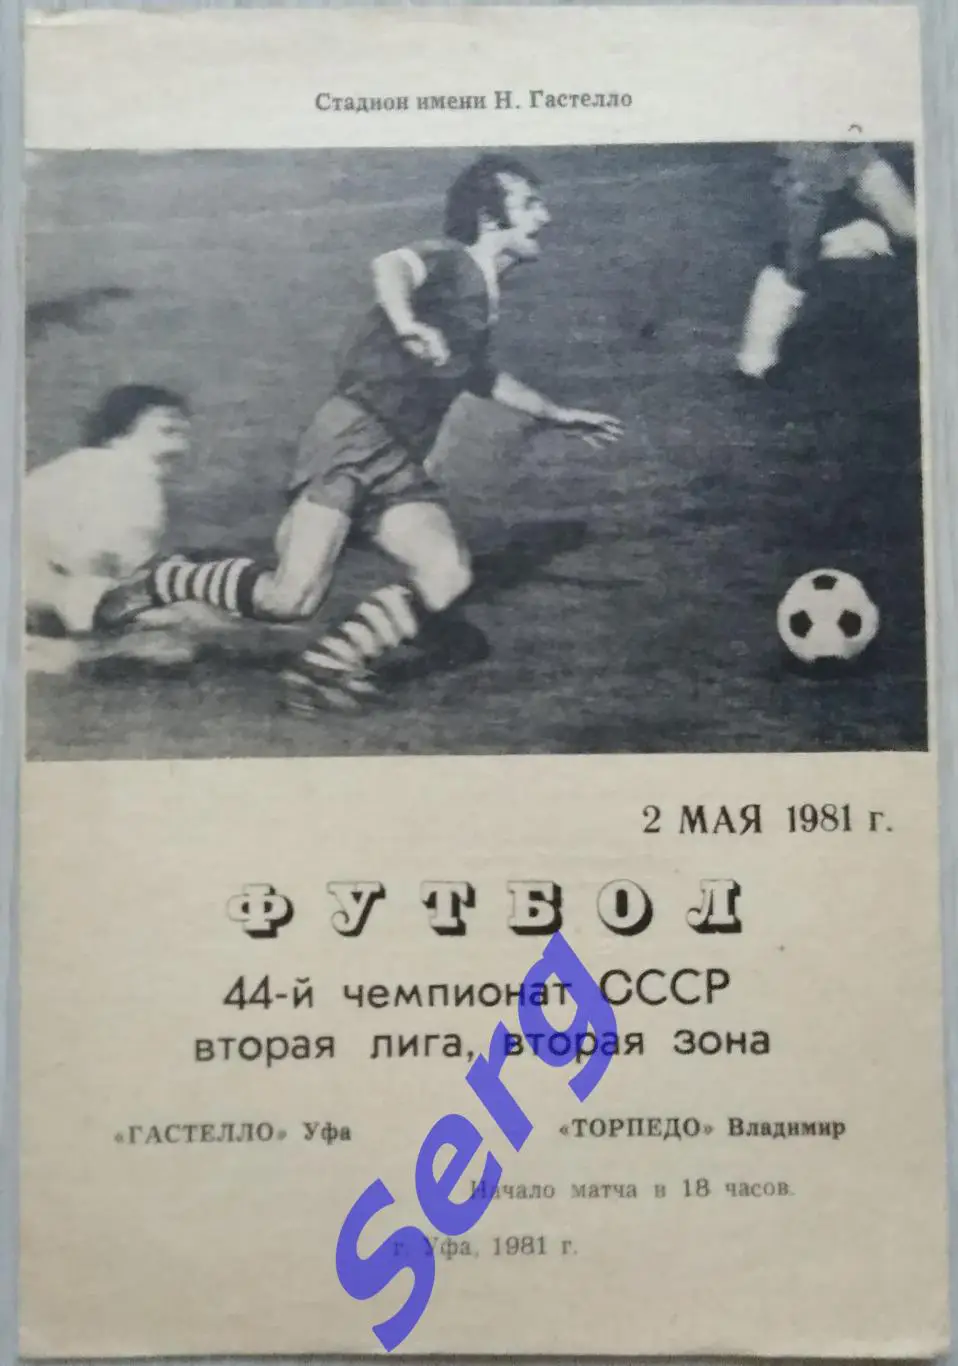 Стадион имени Н. Гастелло
2 МАЯ 1981 г.
ФУТБОЛ
44-й чемпионат СССР
вторая лига, вторая зона
«ГАСТЕЛЛО» Уфа «ТОРПЕДО» Владимир
Начало матча в 18 часов.
г. Уфа, 1981 г.
Serg